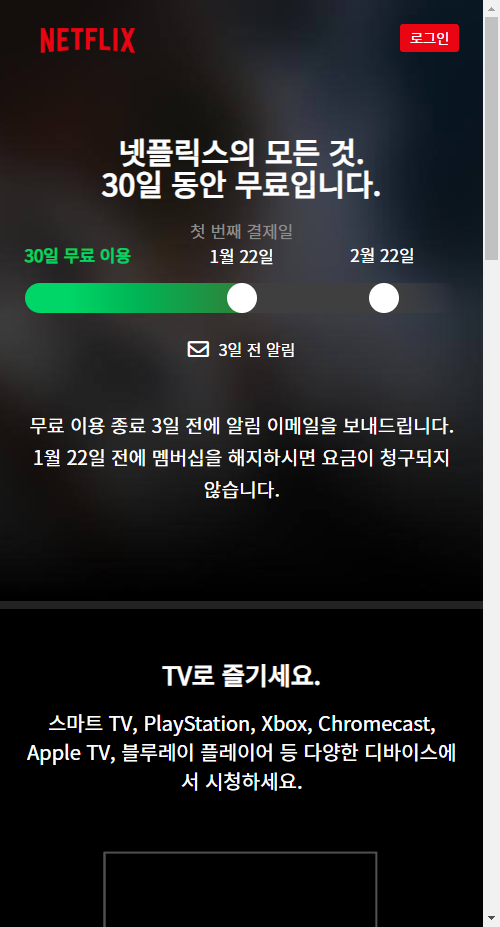 NETFLIX
로그인
넷플릭스의 모든 것.
30일 동안 무료입니다.
첫 번째 결제일
30일 무료 이용
1월 22일
2월 22일
3일 전 알림
무료 이용 종료 3일 전에 알림 이메일을 보내드립니다.
1월 22일 전에 멤버십을 해지하시면 요금이 청구되지
않습니다.
TV로 즐기세요.
스마트 TV, PlayStation, Xbox, Chromecast,
Apple TV, 블루레이 플레이어 등 다양한 디바이스에
서 시청하세요.